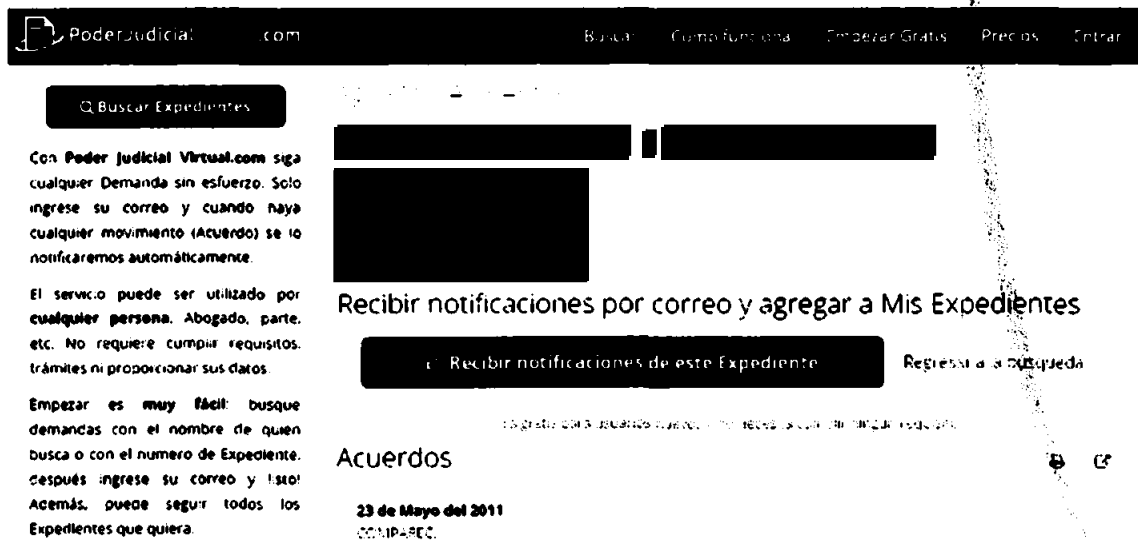 PoderJudicial .com
Buscar Como funciona Empezar Gratis Precios Entrar
Buscar Expedientes
Con Poder Judicial Virtual.com siga
cualquier Demanda sin esfuerzo. Solo
ingrese su correo y cuando haya
cualquier movimiento (Acuerdo) se lo
notificaremos automáticamente.
El servicio puede ser utilizado por
cualquier persona. Abogado, parte,
etc. No requiere cumplir requisitos,
trámites ni proporcionar sus datos.
Empezar es muy fácil: busque
demandas con el nombre de quien
busca o con el numero de Expediente,
después ingrese su correo y listo!
Además, puede seguir todos los
Expedientes que quiera.
Recibir notificaciones por correo y agregar a Mis Expedientes
Recibir notificaciones de este Expediente
Regresar a la búsqueda
Acuerdos
23 de Mayo del 2011
COMPAREC.